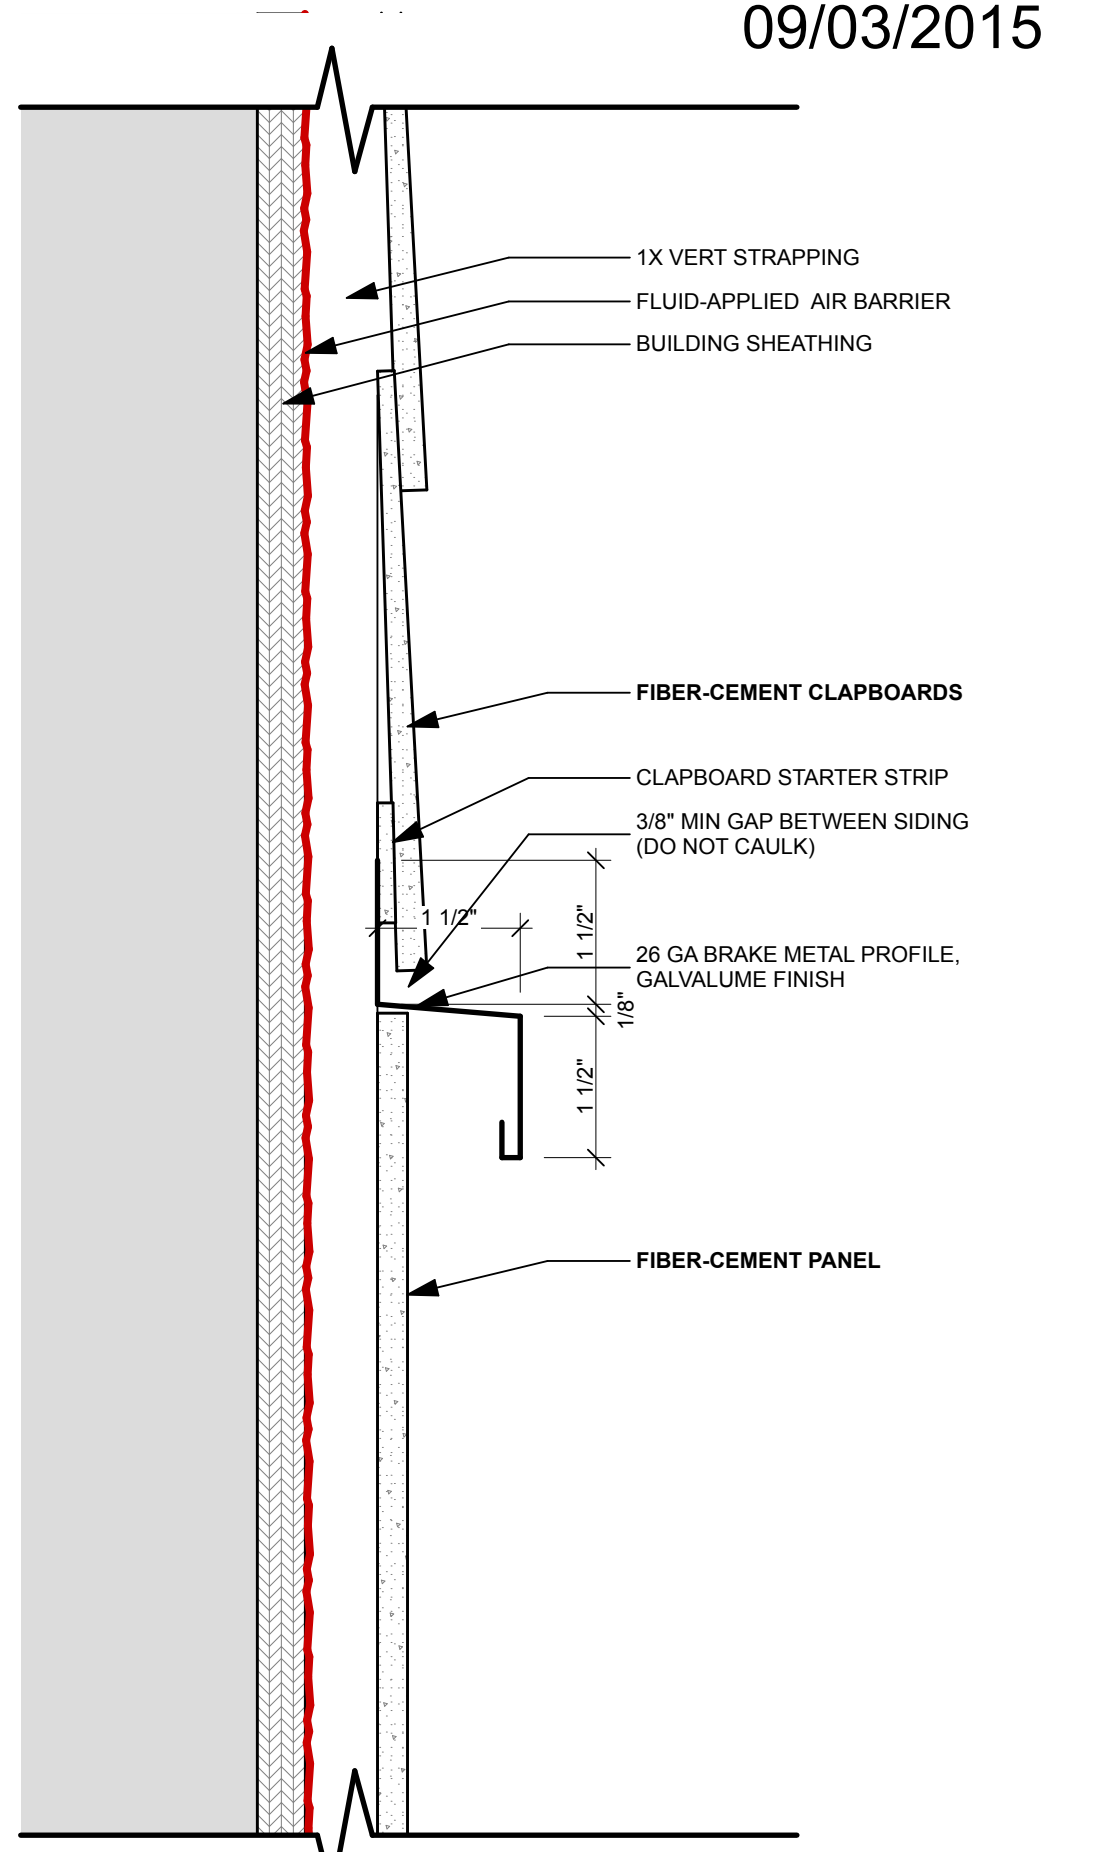 09/03/2015
1X VERT STRAPPING
FLUID-APPLIED AIR BARRIER
BUILDING SHEATHING
FIBER-CEMENT CLAPBOARDS
CLAPBOARD STARTER STRIP
3/8" MIN GAP BETWEEN SIDING
(DO NOT CAULK)
1 1/2"
1 1/2"
26 GA BRAKE METAL PROFILE,
GALVALUME FINISH
1/8"
1 1/2"
FIBER-CEMENT PANEL